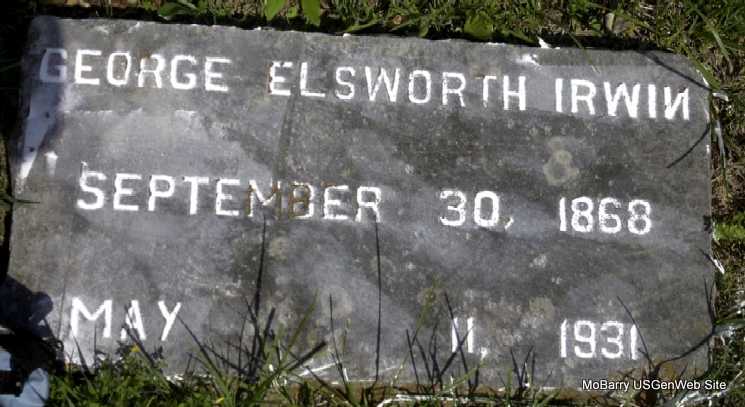 GEORGE ELSWORTH IRWIN
SEPTEMBER 30, 1868
MAY 11, 1931
MoBarry USGenWeb Site